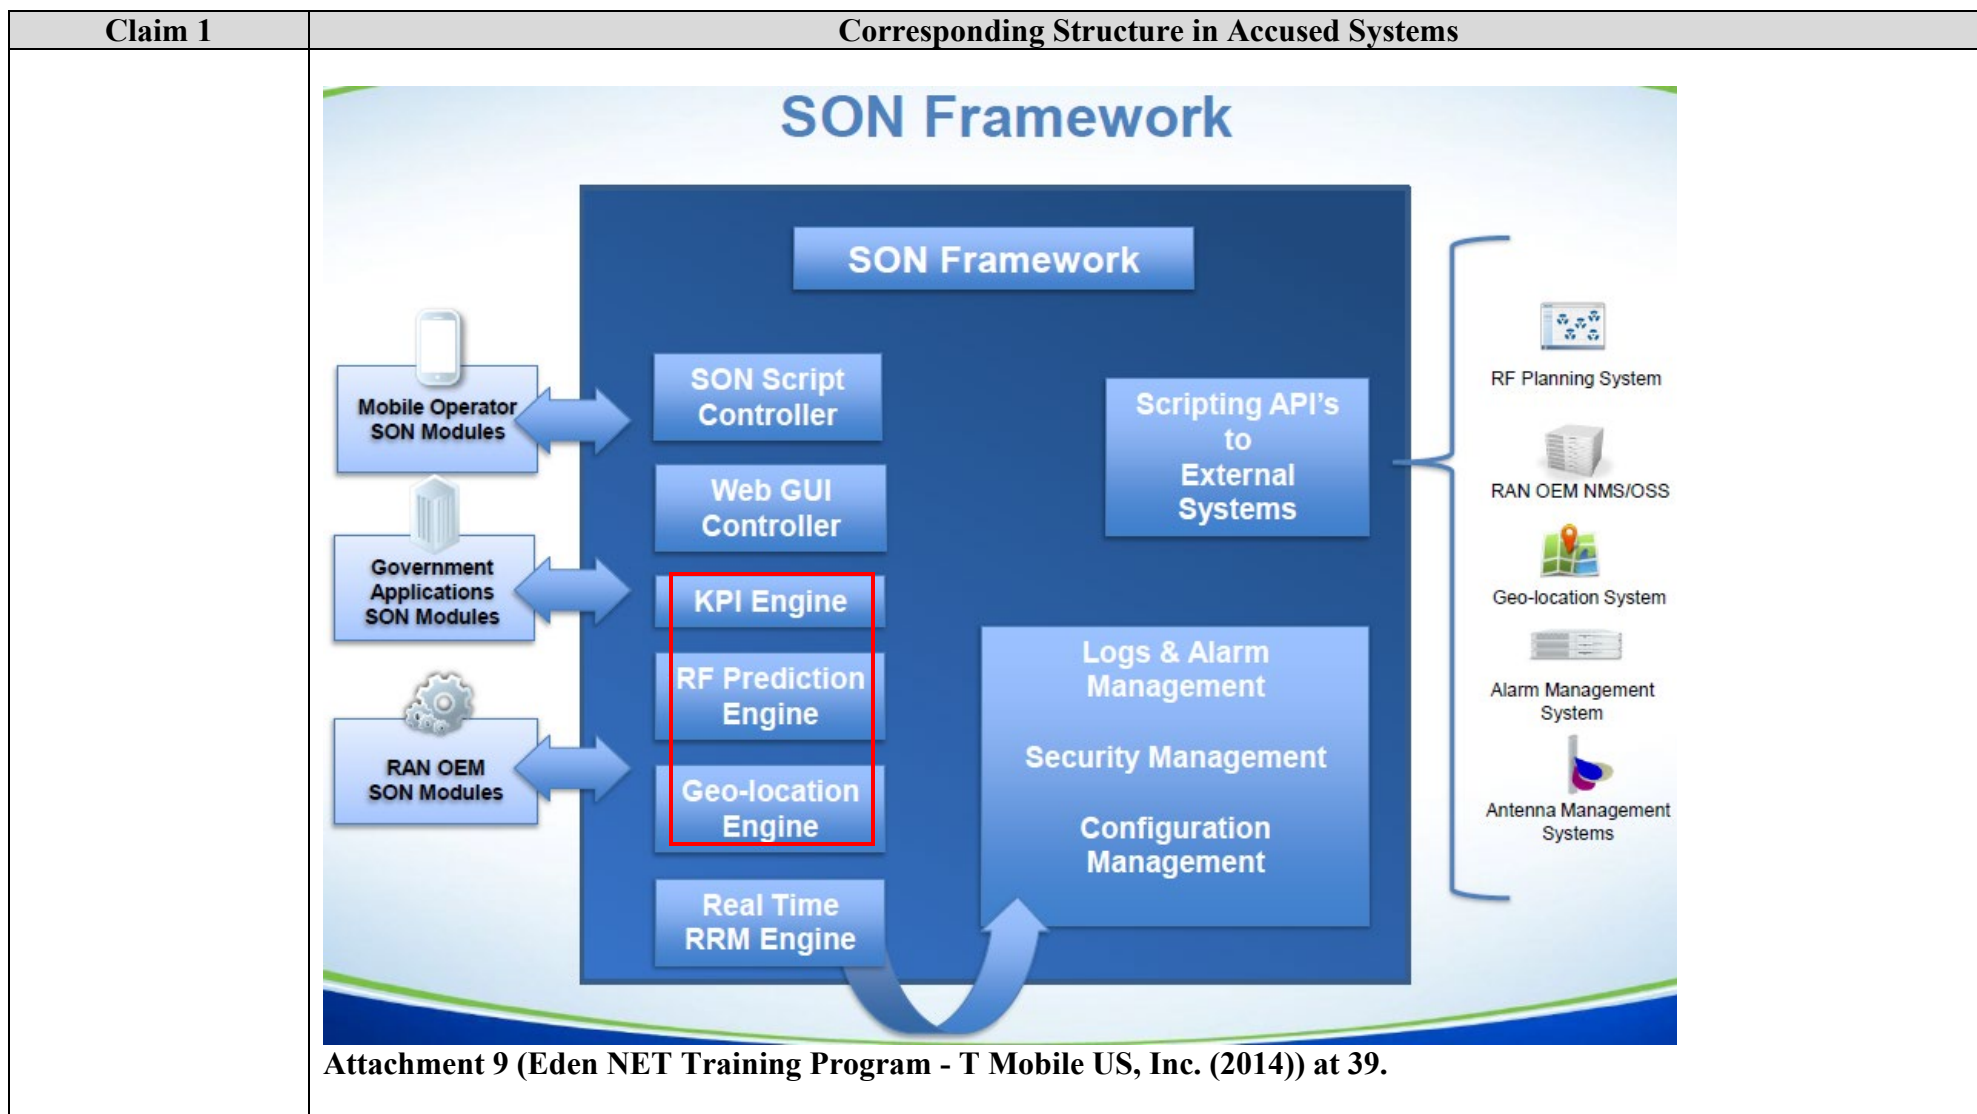 Claim 1
Corresponding Structure in Accused Systems
SON Framework
SON Framework
Mobile Operator
SON Modules
Government
Applications
SON Modules
RAN OEM
SON Modules
SON Script
Controller
Web GUI
Controller
KPI Engine
RF Prediction
Engine
Geo-location
Engine
Real Time
RRM Engine
Scripting API's
to
External
Systems
Logs & Alarm
Management
Security Management
Configuration
Management
RF Planning System
RAN OEM NMS/OSS
Geo-location System
Alarm Management
System
Antenna Management
Systems
Attachment 9 (Eden NET Training Program - T Mobile US, Inc. (2014)) at 39.